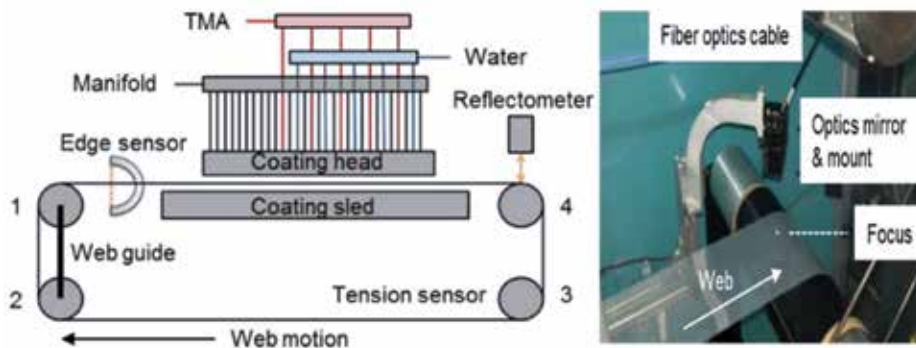 TMA
Water
Manifold
Reflectometer
Edge sensor
Coating head
Coating sled
1
4
Web guide
2
Tension sensor
3
Web motion
Fiber optics cable
Optics mirror
& mount
Focus
Web